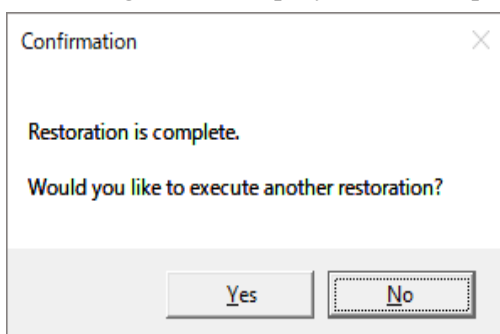 Confirmation
Restoration is complete.
Would you like to execute another restoration?
Yes
No